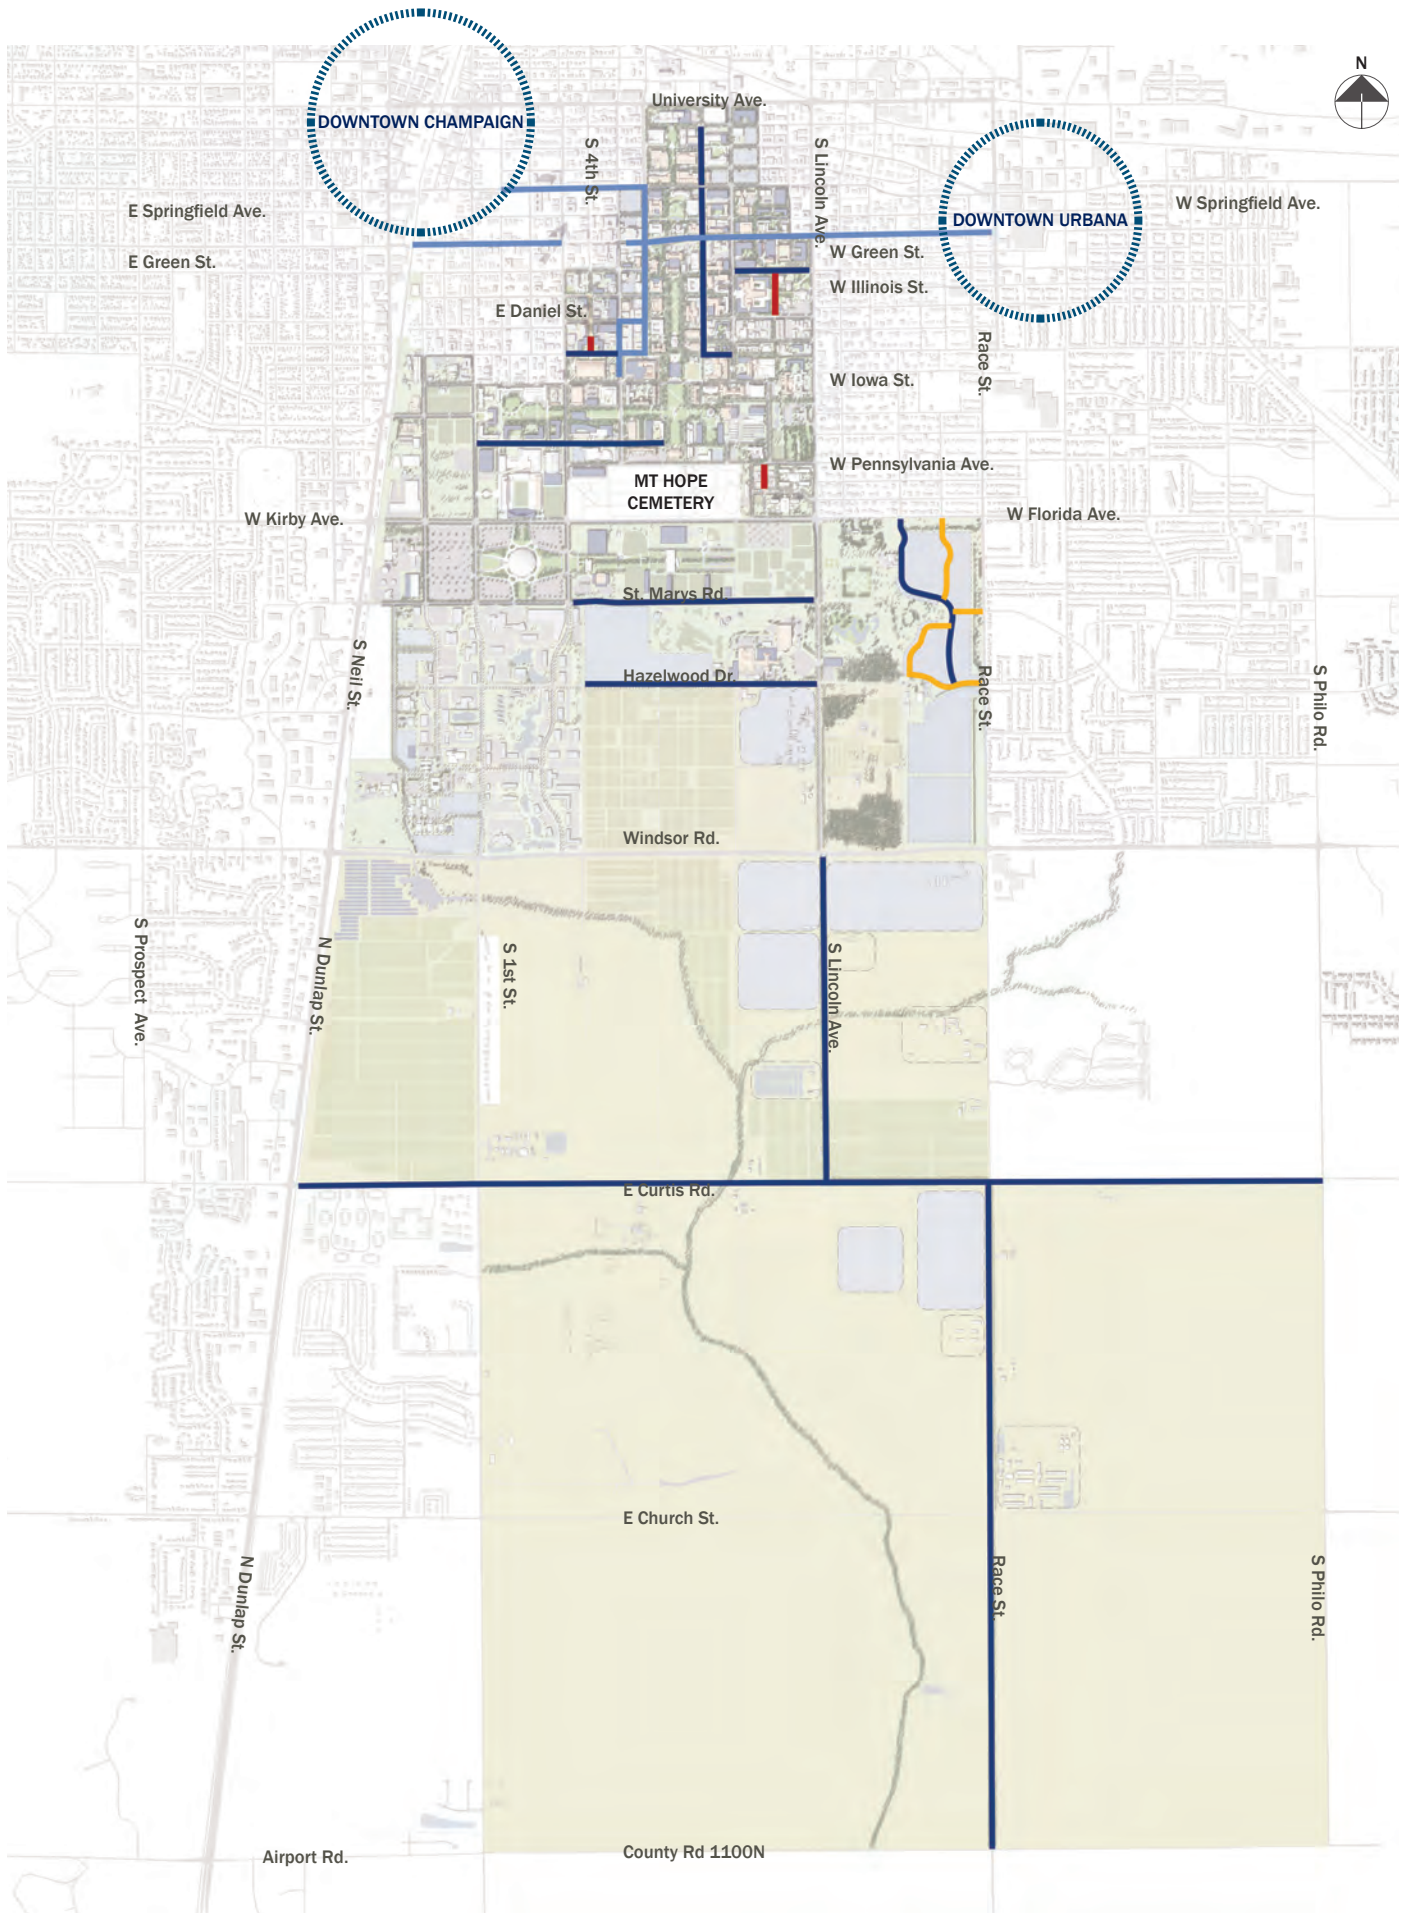 N
University Ave.
DOWNTOWN CHAMPAIGN
S 4th St.
S Lincoln Ave.
E Springfield Ave.
W Springfield Ave.
DOWNTOWN URBANA
E Green St.
W Green St.
W Illinois St.
E Daniel St.
Race St.
W Iowa St.
W Pennsylvania Ave.
MT HOPE
CEMETERY
W Kirby Ave.
W Florida Ave.
St. Marys Rd
S Neil St.
Hazelwood Dr.
Race St.
S Philo Rd.
Windsor Rd.
S Prospect Ave.
N Dunlap St.
S 1st St.
S Lincoln Ave.
E Curtis Rd.
E Church St.
N Dunlap St.
Race St.
S Philo Rd.
Airport Rd.
County Rd 1100N